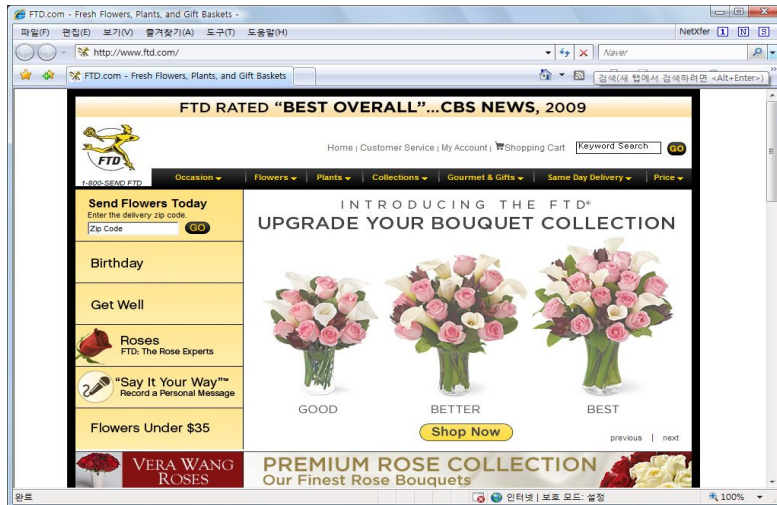 FTD.com - Fresh Flowers, Plants, and Gift Baskets -
파일(F) 편집(E) 보기(V) 즐겨찾기(A) 도구(T) 도움말(H)
NetXfer 1 N S
http://www.ftd.com/
Naver
FTD.com - Fresh Flowers, Plants, and Gift Baskets
검색(새 탭에서 검색하려면 <Alt+Enter>)
FTD RATED “BEST OVERALL”...CBS NEWS, 2009
FTD
1-800-SEND FTD
Home | Customer Service | My Account | Shopping Cart Keyword Search GO
Occasion Flowers Plants Collections Gourmet & Gifts Same Day Delivery Price
Send Flowers Today
Enter the delivery zip code.
Zip Code GO
Birthday
Get Well
Roses
FTD: The Rose Experts
“Say It Your Way”™
Record a Personal Message
Flowers Under $35
INTRODUCING THE FTD®
UPGRADE YOUR BOUQUET COLLECTION
GOOD BETTER BEST
Shop Now
previous | next
VERA WANG
ROSES
PREMIUM ROSE COLLECTION
Our Finest Rose Bouquets
완료
인터넷 | 보호 모드: 설정
100%